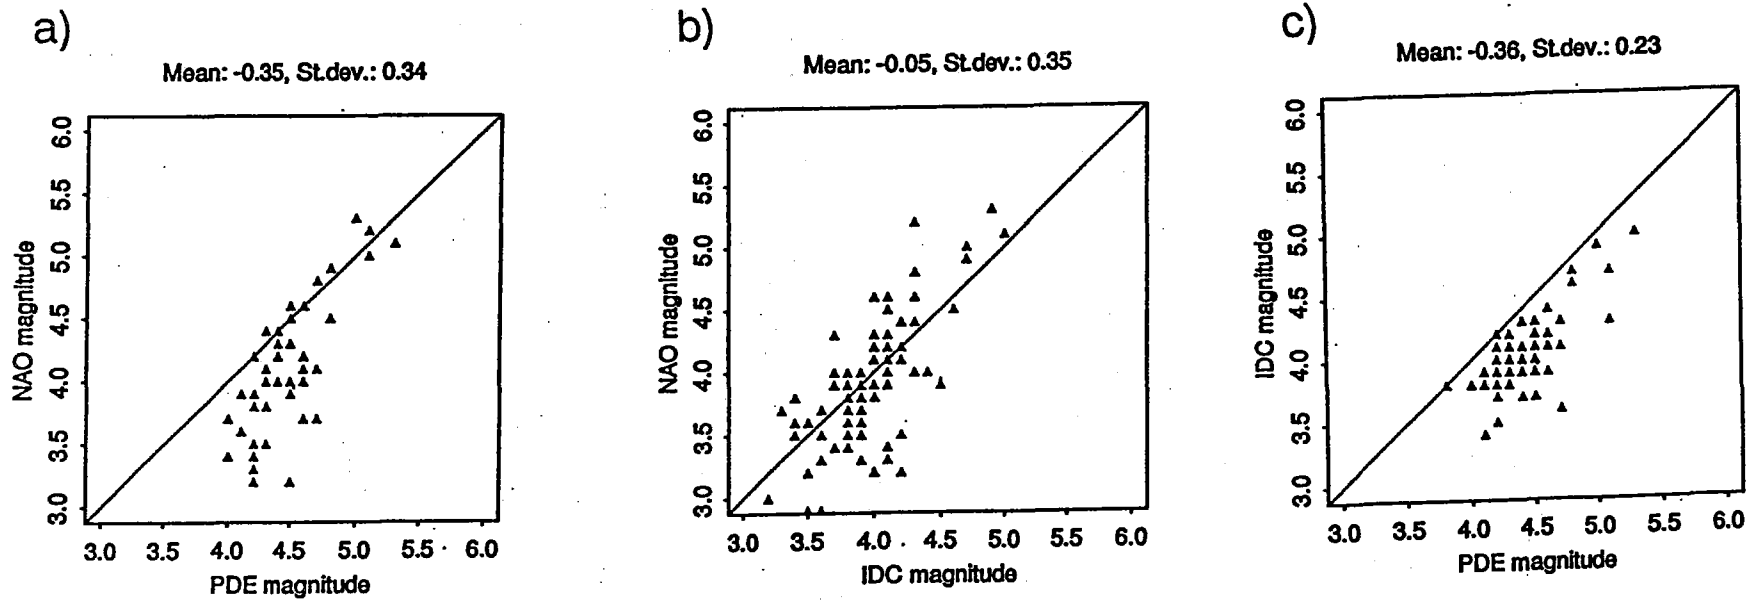 a)
Mean: -0.35, St.dev.: 0.34
NAO magnitude
6.0
5.5
5.0
4.5
4.0
3.5
3.0
3.0 3.5 4.0 4.5 5.0 5.5 6.0
PDE magnitude
b)
Mean: -0.05, St.dev.: 0.35
NAO magnitude
6.0
5.5
5.0
4.5
4.0
3.5
3.0
3.0 3.5 4.0 4.5 5.0 5.5 6.0
IDC magnitude
c)
Mean: -0.36, St.dev.: 0.23
IDC magnitude
6.0
5.5
5.0
4.5
4.0
3.5
3.0
3.0 3.5 4.0 4.5 5.0 5.5 6.0
PDE magnitude